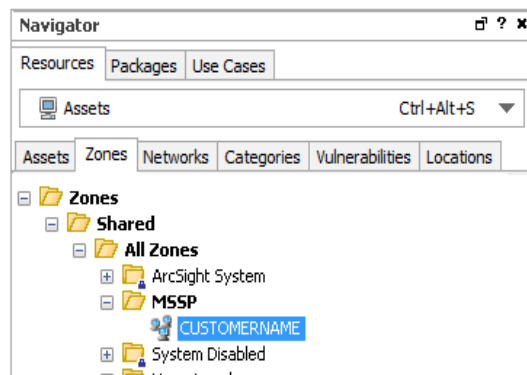 Navigator
Resources Packages Use Cases
Assets Ctrl+Alt+S
Assets Zones Networks Categories Vulnerabilities Locations
Zones
Shared
All Zones
ArcSight System
MSSP
CUSTOMERNAME
System Disabled